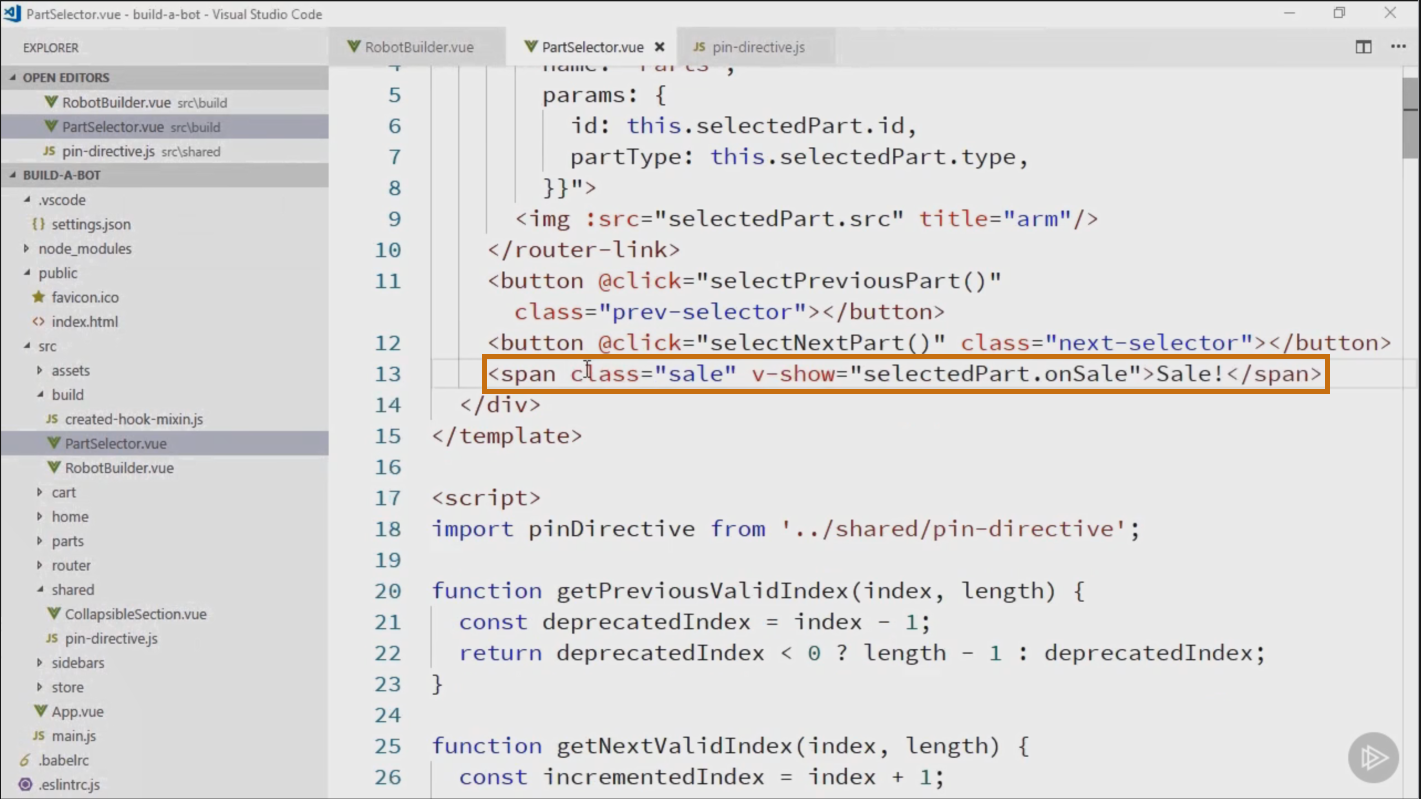 PartSelector.vue - build-a-bot - Visual Studio Code
EXPLORER
OPEN EDITORS
RobotBuilder.vue src\build
PartSelector.vue src\build
pin-directive.js src\shared
BUILD-A-BOT
.vscode
settings.json
node_modules
public
favicon.ico
index.html
src
assets
build
created-hook-mixin.js
PartSelector.vue
RobotBuilder.vue
cart
home
parts
router
shared
CollapsibleSection.vue
pin-directive.js
sidebars
store
App.vue
main.js
.babelrc
.eslintrc.js
RobotBuilder.vue
PartSelector.vue
pin-directive.js
4 name: 'Parts',
5 params: {
6 id: this.selectedPart.id,
7 partType: this.selectedPart.type,
8 }}">
9 <img :src="selectedPart.src" title="arm"/>
10 </router-link>
11 <button @click="selectPreviousPart()"
class="prev-selector"></button>
12 <button @click="selectNextPart()" class="next-selector"></button>
13 <span class="sale" v-show="selectedPart.onSale">Sale!</span>
14 </div>
15 </template>
16
17 <script>
18 import pinDirective from '../shared/pin-directive';
19
20 function getPreviousValidIndex(index, length) {
21 const deprecatedIndex = index - 1;
22 return deprecatedIndex < 0 ? length - 1 : deprecatedIndex;
23 }
24
25 function getNextValidIndex(index, length) {
26 const incrementedIndex = index + 1;